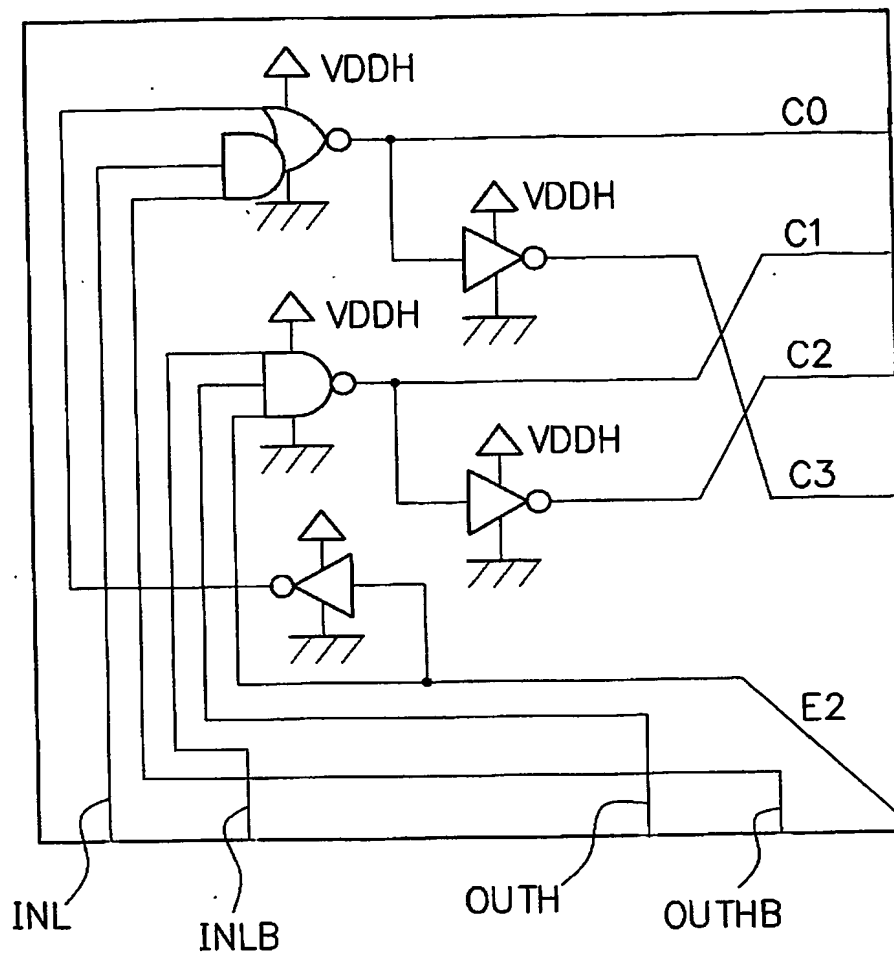 VDDH
C0
VDDH
C1
VDDH
C2
VDDH
C3
E2
INL
INLB
OUTH
OUTHB